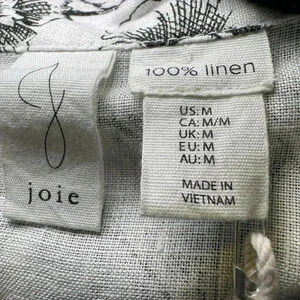 joie
100% linen
US: M
CA: M/M
UK: M
EU: M
AU: M
MADE IN
VIETNAM